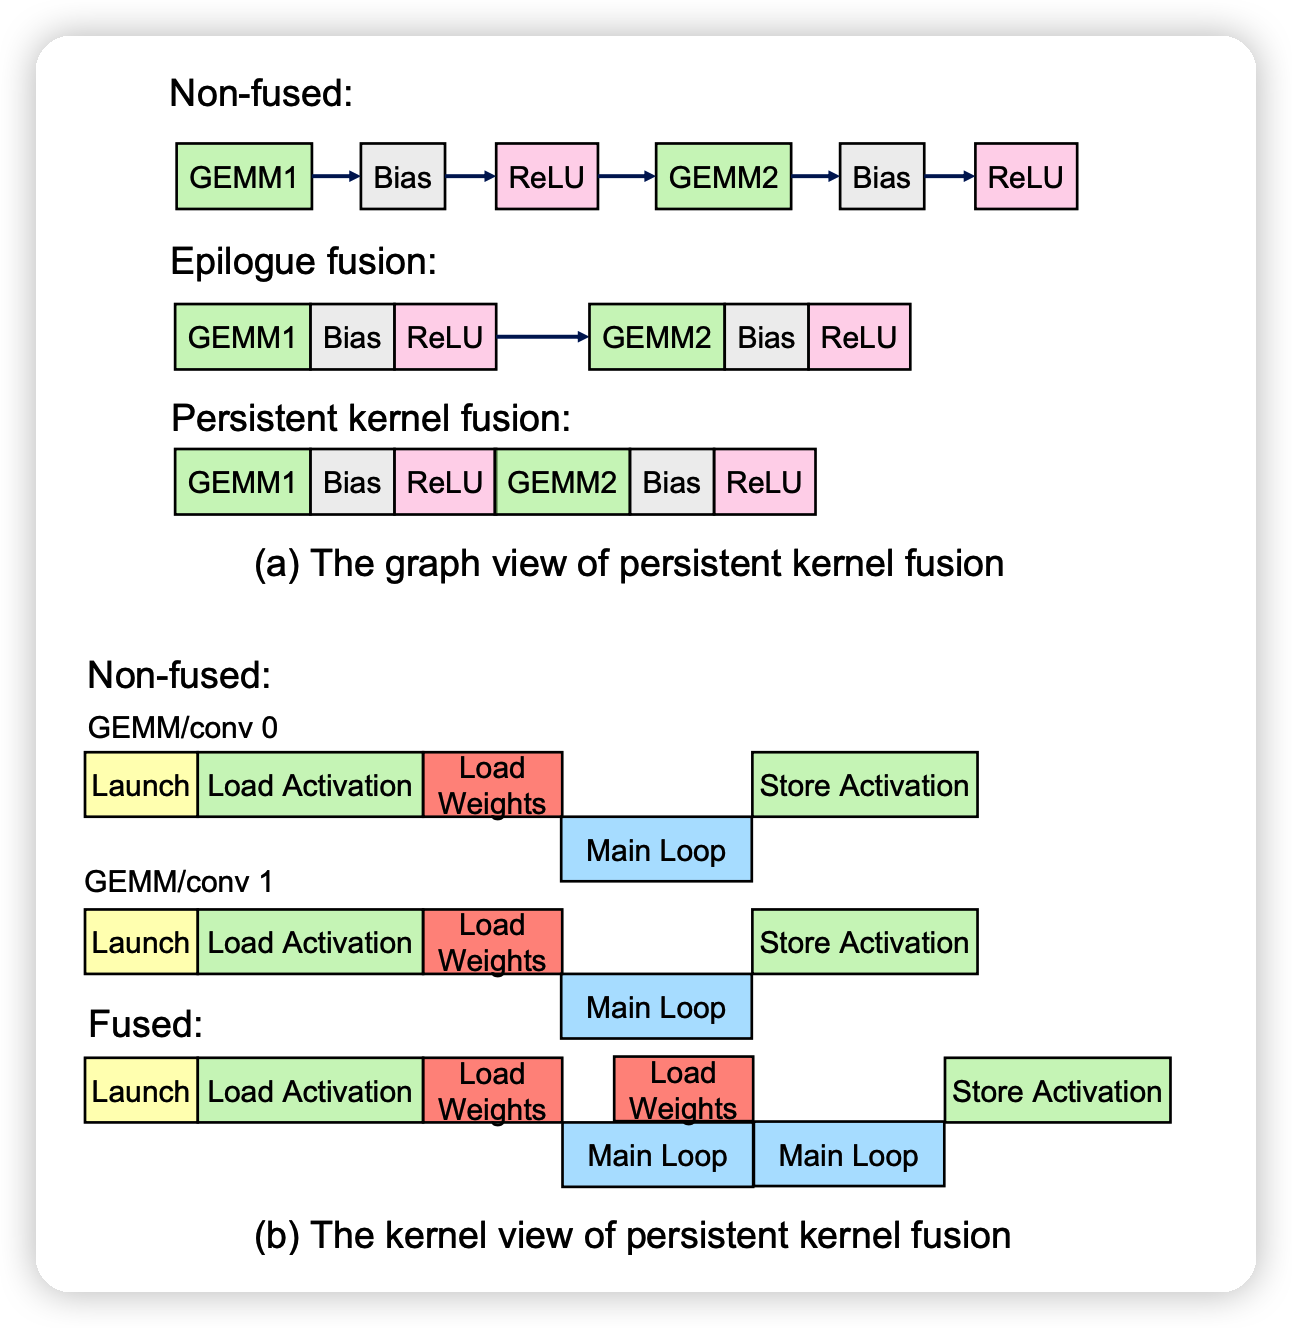 Non-fused:
GEMM1 Bias ReLU GEMM2 Bias ReLU
Epilogue fusion:
GEMM1 Bias ReLU GEMM2 Bias ReLU
Persistent kernel fusion:
GEMM1 Bias ReLU GEMM2 Bias ReLU
(a) The graph view of persistent kernel fusion
Non-fused:
GEMM/conv 0
Launch Load Activation Load Weights Store Activation
Main Loop
GEMM/conv 1
Launch Load Activation Load Weights Store Activation
Main Loop
Fused:
Launch Load Activation Load Weights Load Weights Store Activation
Main Loop Main Loop
(b) The kernel view of persistent kernel fusion